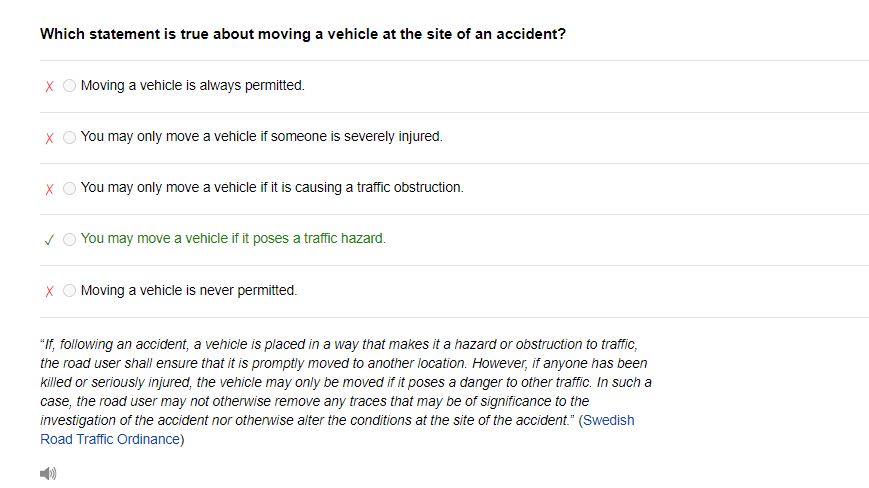 Which statement is true about moving a vehicle at the site of an accident?
Moving a vehicle is always permitted.
You may only move a vehicle if someone is severely injured.
You may only move a vehicle if it is causing a traffic obstruction.
You may move a vehicle if it poses a traffic hazard.
Moving a vehicle is never permitted.
“If, following an accident, a vehicle is placed in a way that makes it a hazard or obstruction to traffic,
the road user shall ensure that it is promptly moved to another location. However, if anyone has been
killed or seriously injured, the vehicle may only be moved if it poses a danger to other traffic. In such a
case, the road user may not otherwise remove any traces that may be of significance to the
investigation of the accident nor otherwise alter the conditions at the site of the accident.” (Swedish
Road Traffic Ordinance)